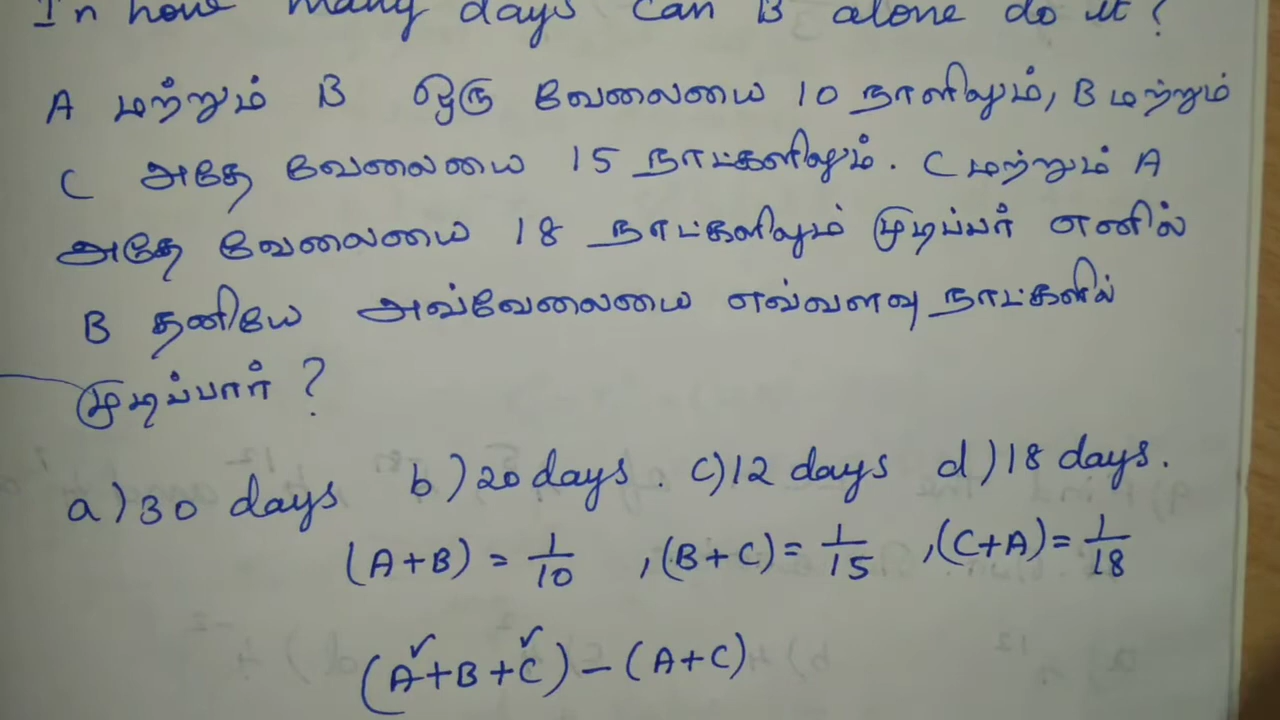 In how many days can B alone do it?
A மற்றும் B ஒரு வேலையை 10 நாளிலும், B மற்றும்
C அதே வேலையை 15 நாட்களிலும். C மற்றும் A
அதே வேலையை 18 நாட்களிலும் முடிப்பர் எனில்
B தனியே அவ்வேலையை எவ்வளவு நாட்களில்
முடிப்பார்?
a) 30 days b) 20 days. c) 12 days d) 18 days.
(A+B) = 1/10 , (B+C) = 1/15 , (C+A) = 1/18
(A+B+C) - (A+C)